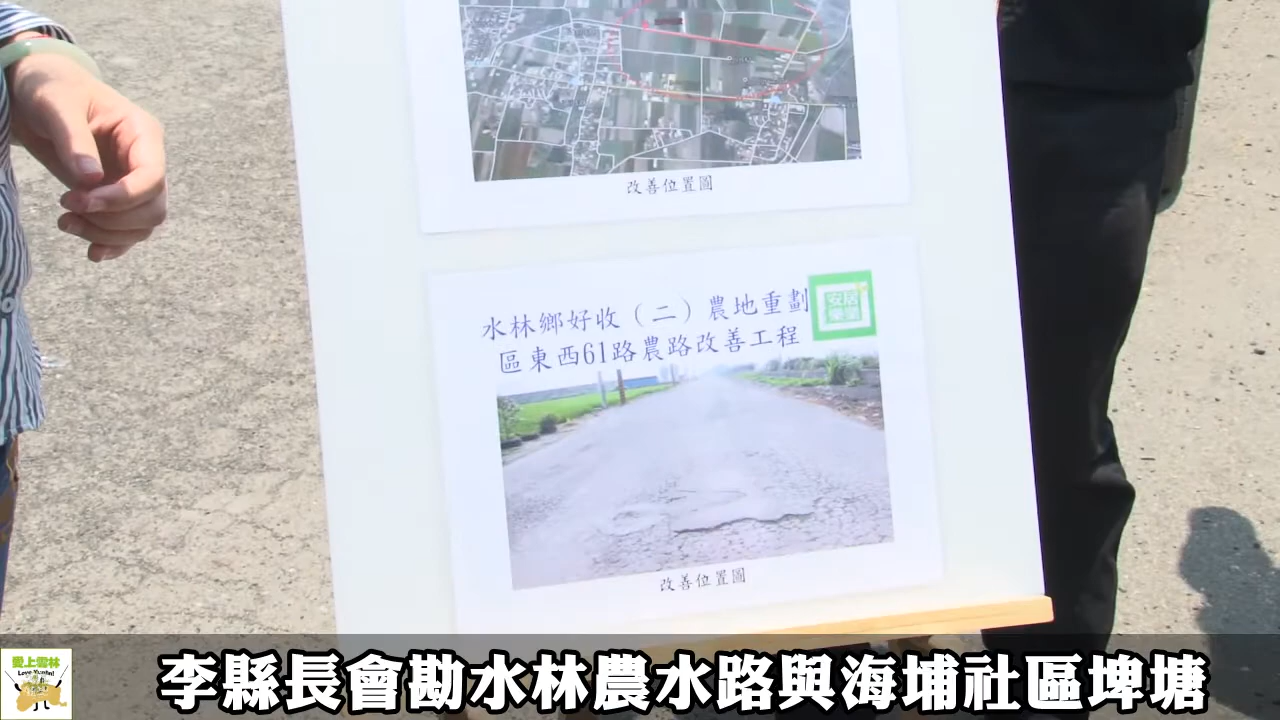 改善位置圖
水林鄉好收（二）農地重劃
區東西61路農路改善工程
安居
樂業
改善位置圖
愛上雲林
Love Yunlin!
李縣長會勘水林農水路與海埔社區埤塘